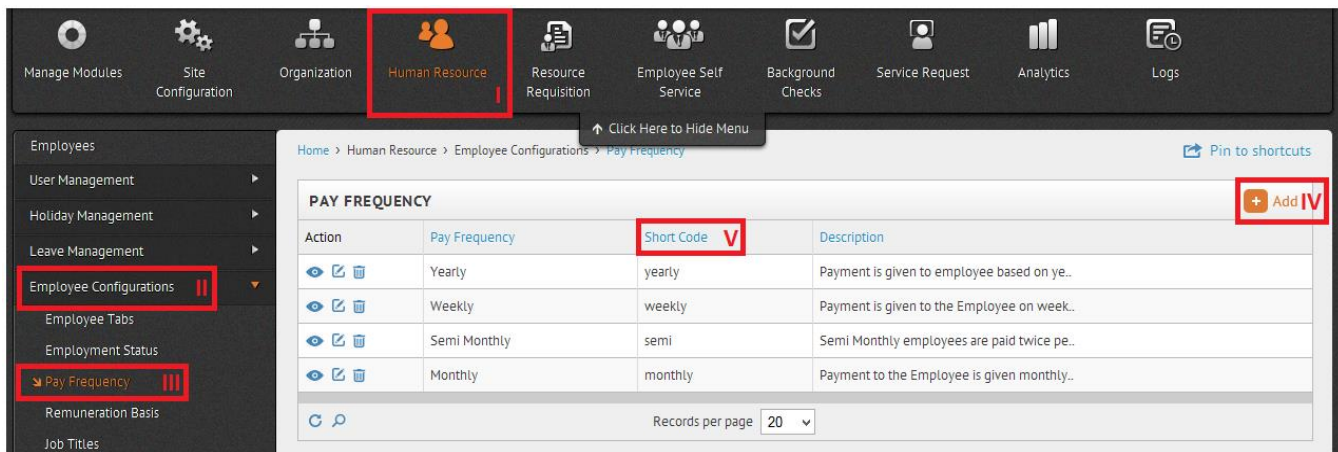 Manage Modules
Site Configuration
Organization
Human Resource
I
Resource Requisition
Employee Self Service
Background Checks
Service Request
Analytics
Logs
Click Here to Hide Menu
Employees
User Management
Holiday Management
Leave Management
Employee Configurations II
Employee Tabs
Employment Status
Pay Frequency III
Remuneration Basis
Job Titles
Home > Human Resource > Employee Configurations > Pay Frequency
Pin to shortcuts
PAY FREQUENCY
+ Add IV
Action Pay Frequency Short Code V Description
Yearly yearly Payment is given to employee based on ye..
Weekly weekly Payment is given to the Employee on week..
Semi Monthly semi Semi Monthly employees are paid twice pe..
Monthly monthly Payment to the Employee is given monthly..
Records per page 20